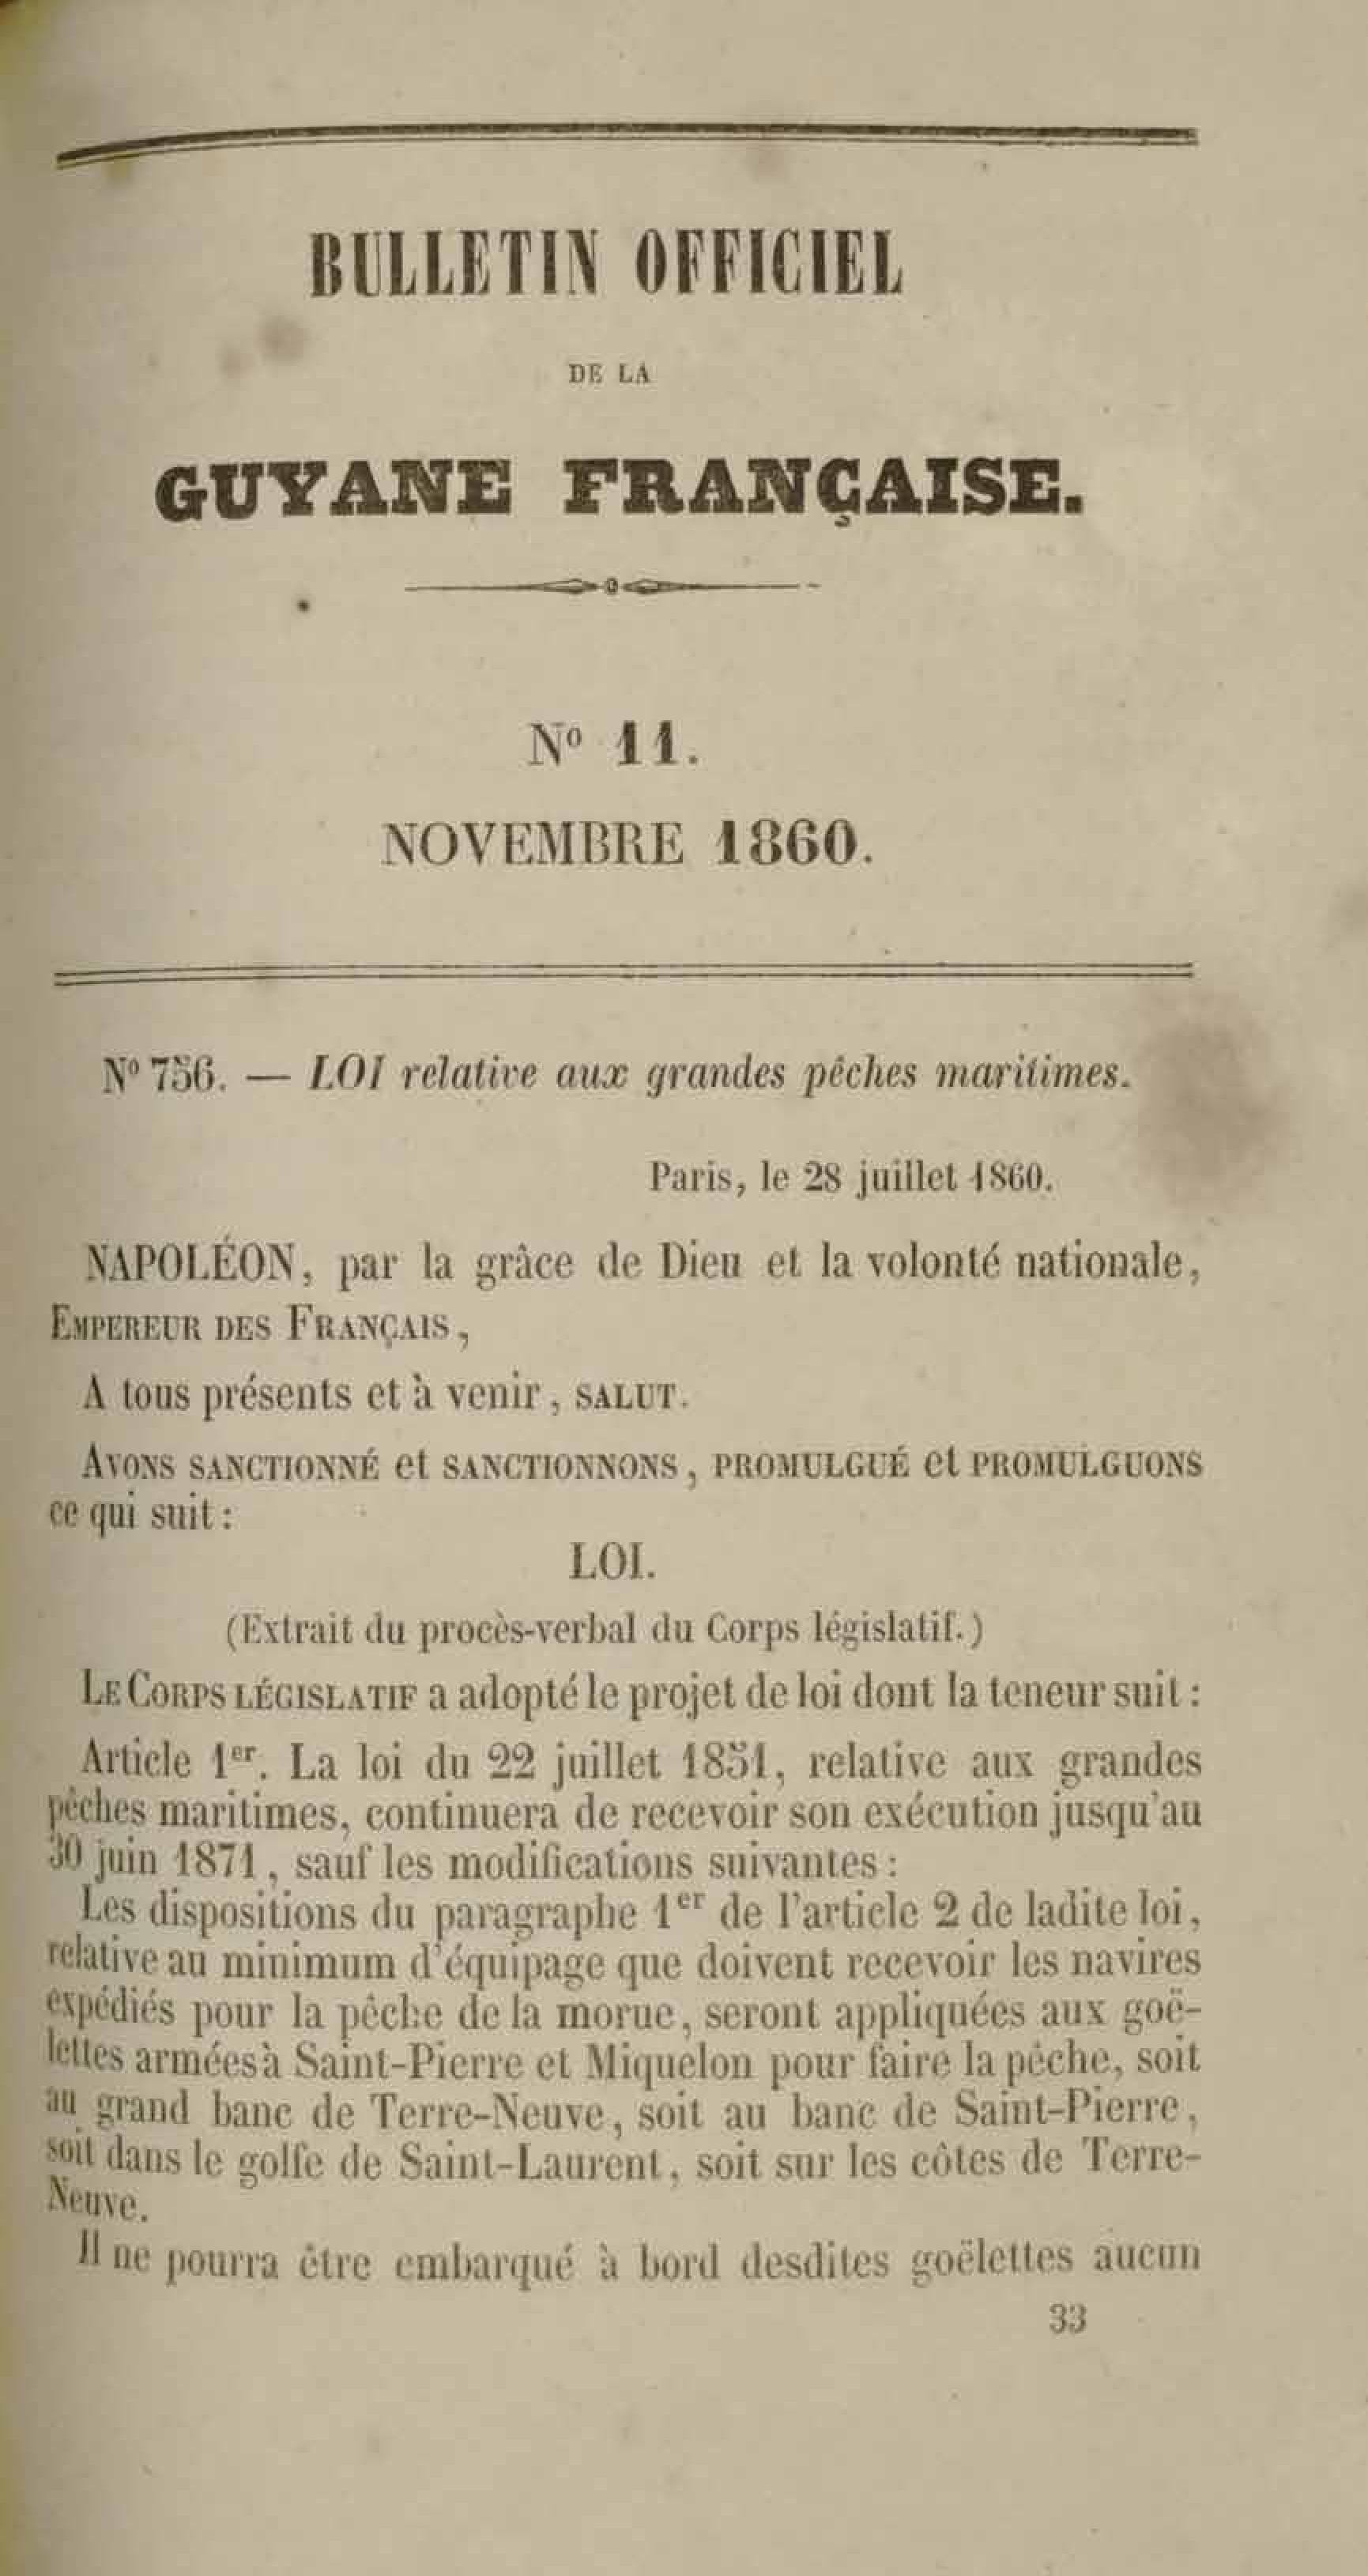 BULLETIN OFFICIEL
DE LA
GUYANE FRANÇAISE.
Nº 11.
NOVEMBRE 1860.
Nº 756. — LOI relative aux grandes pêches maritimes.
Paris, le 28 juillet 1860.
NAPOLÉON, par la grâce de Dieu et la volonté nationale,
EMPEREUR DES FRANÇAIS,
A tous présents et à venir, SALUT.
AVONS SANCTIONNÉ et SANCTIONNONS, PROMULGUÉ et PROMULGUONS
ce qui suit :
LOI.
(Extrait du procès-verbal du Corps législatif.)
LE CORPS LÉGISLATIF a adopté le projet de loi dont la teneur suit :
Article 1er. La loi du 22 juillet 1851, relative aux grandes
pêches maritimes, continuera de recevoir son exécution jusqu'au
30 juin 1871, sauf les modifications suivantes :
Les dispositions du paragraphe 1er de l'article 2 de ladite loi,
relative au minimum d'équipage que doivent recevoir les navires
expédiés pour la pêche de la morue, seront appliquées aux goë-
lettes armées à Saint-Pierre et Miquelon pour faire la pêche, soit
au grand banc de Terre-Neuve, soit au banc de Saint-Pierre,
soit dans le golfe de Saint-Laurent, soit sur les côtes de Terre-
Neuve.
Il ne pourra être embarqué à bord desdites goëlettes aucun
33